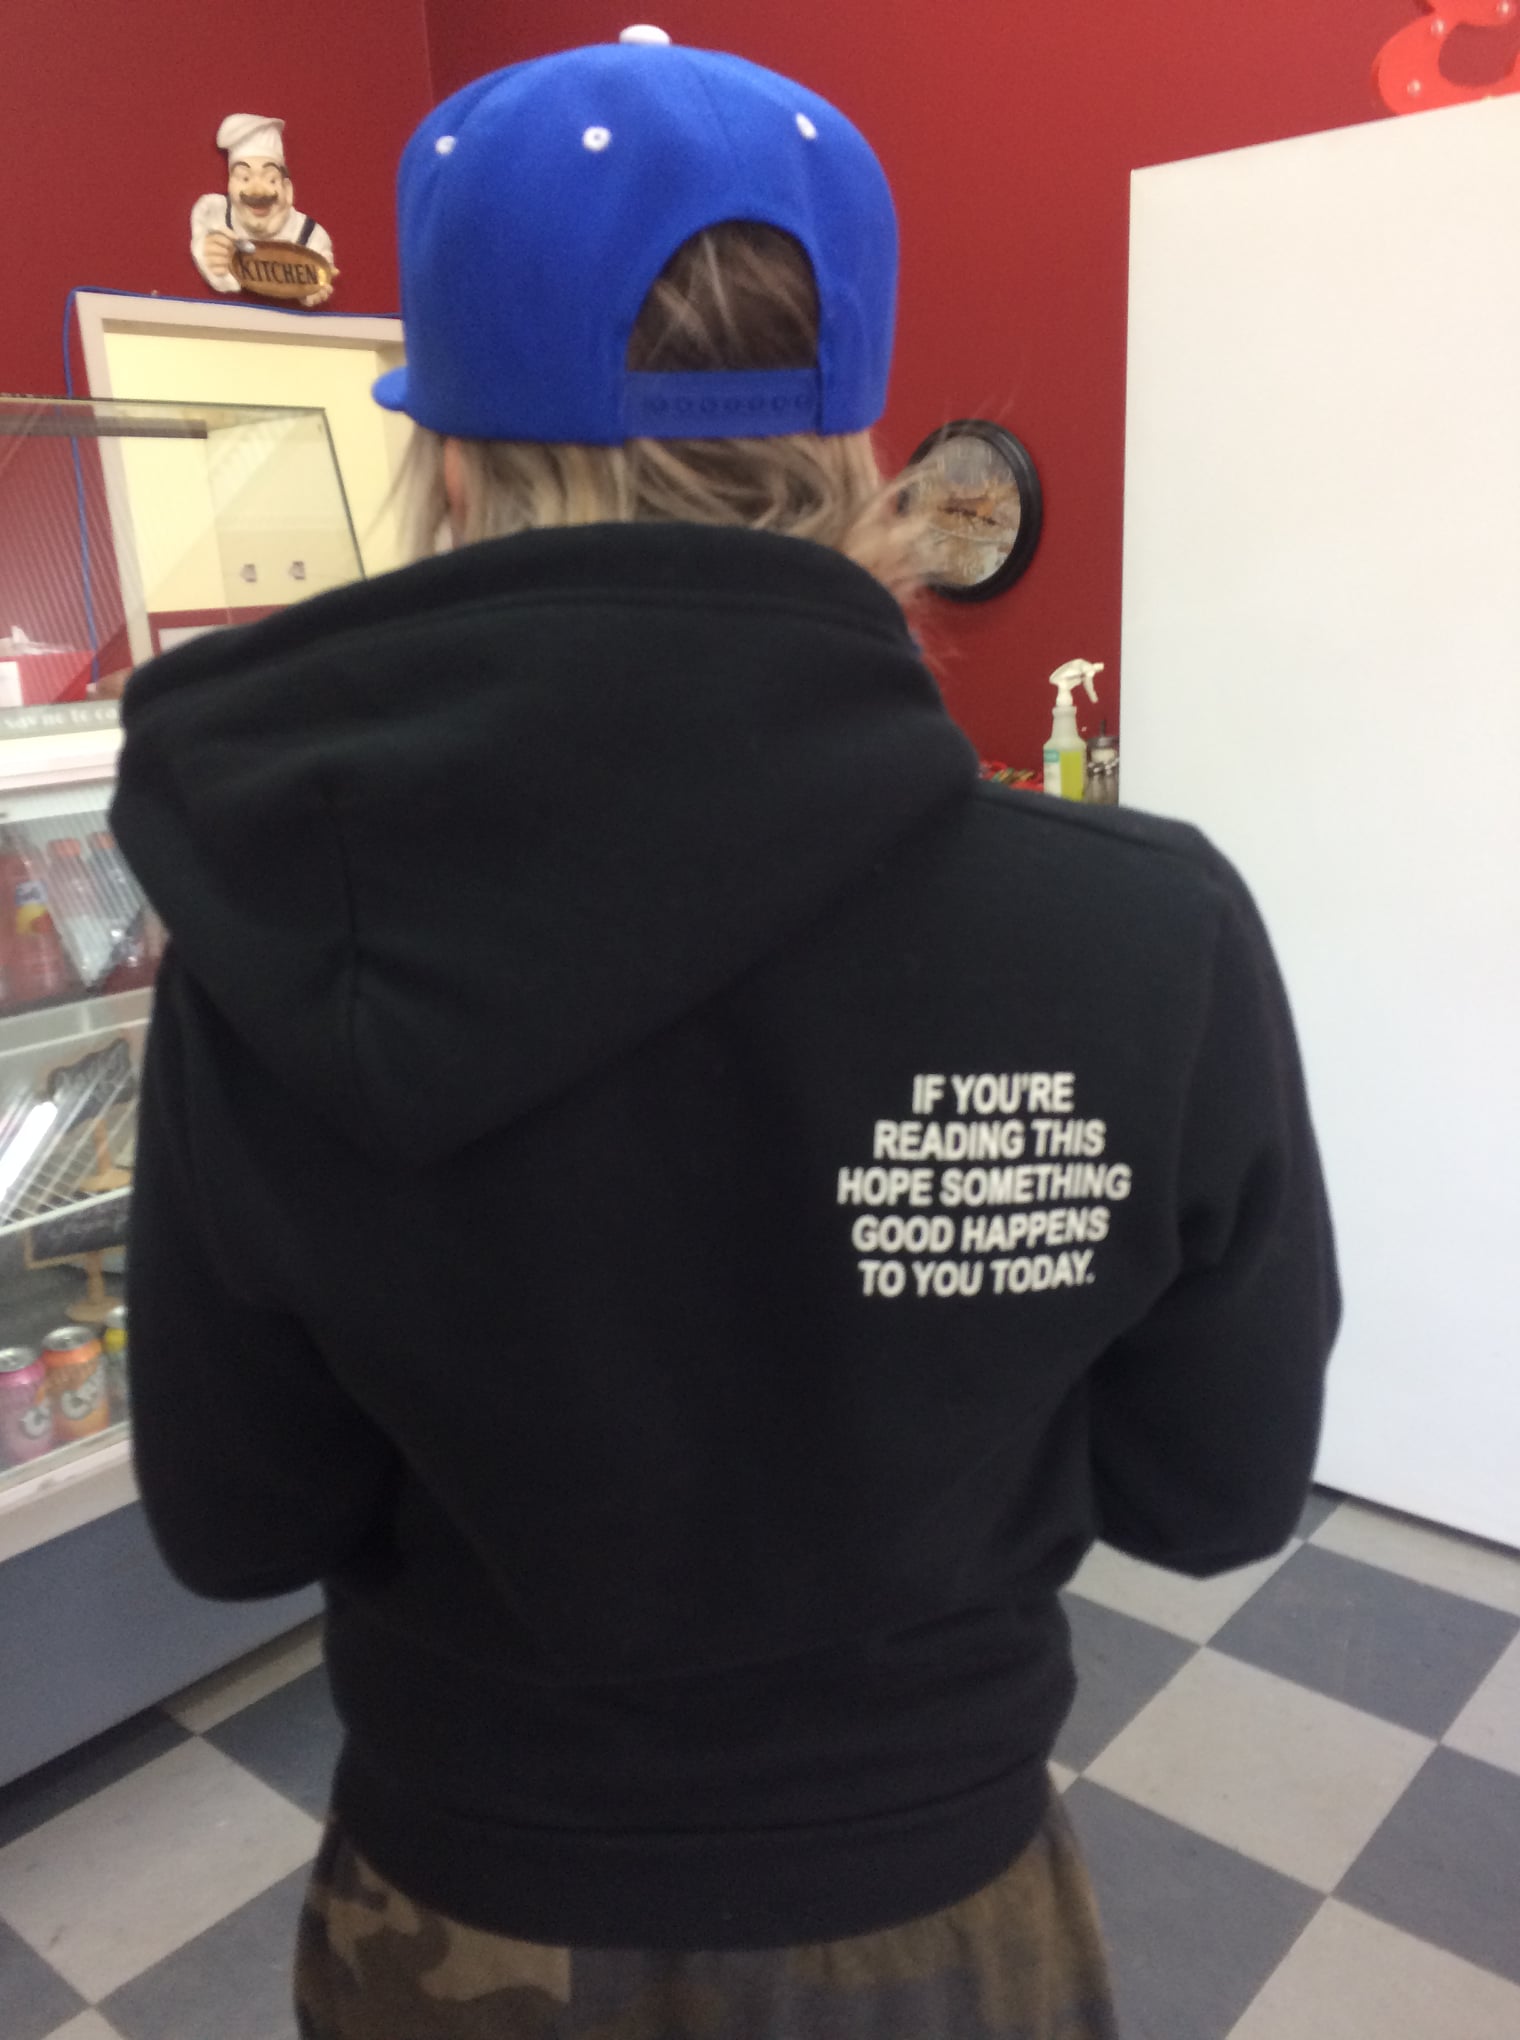 KITCHEN
IF YOU'RE
READING THIS
HOPE SOMETHING
GOOD HAPPENS
TO YOU TODAY.